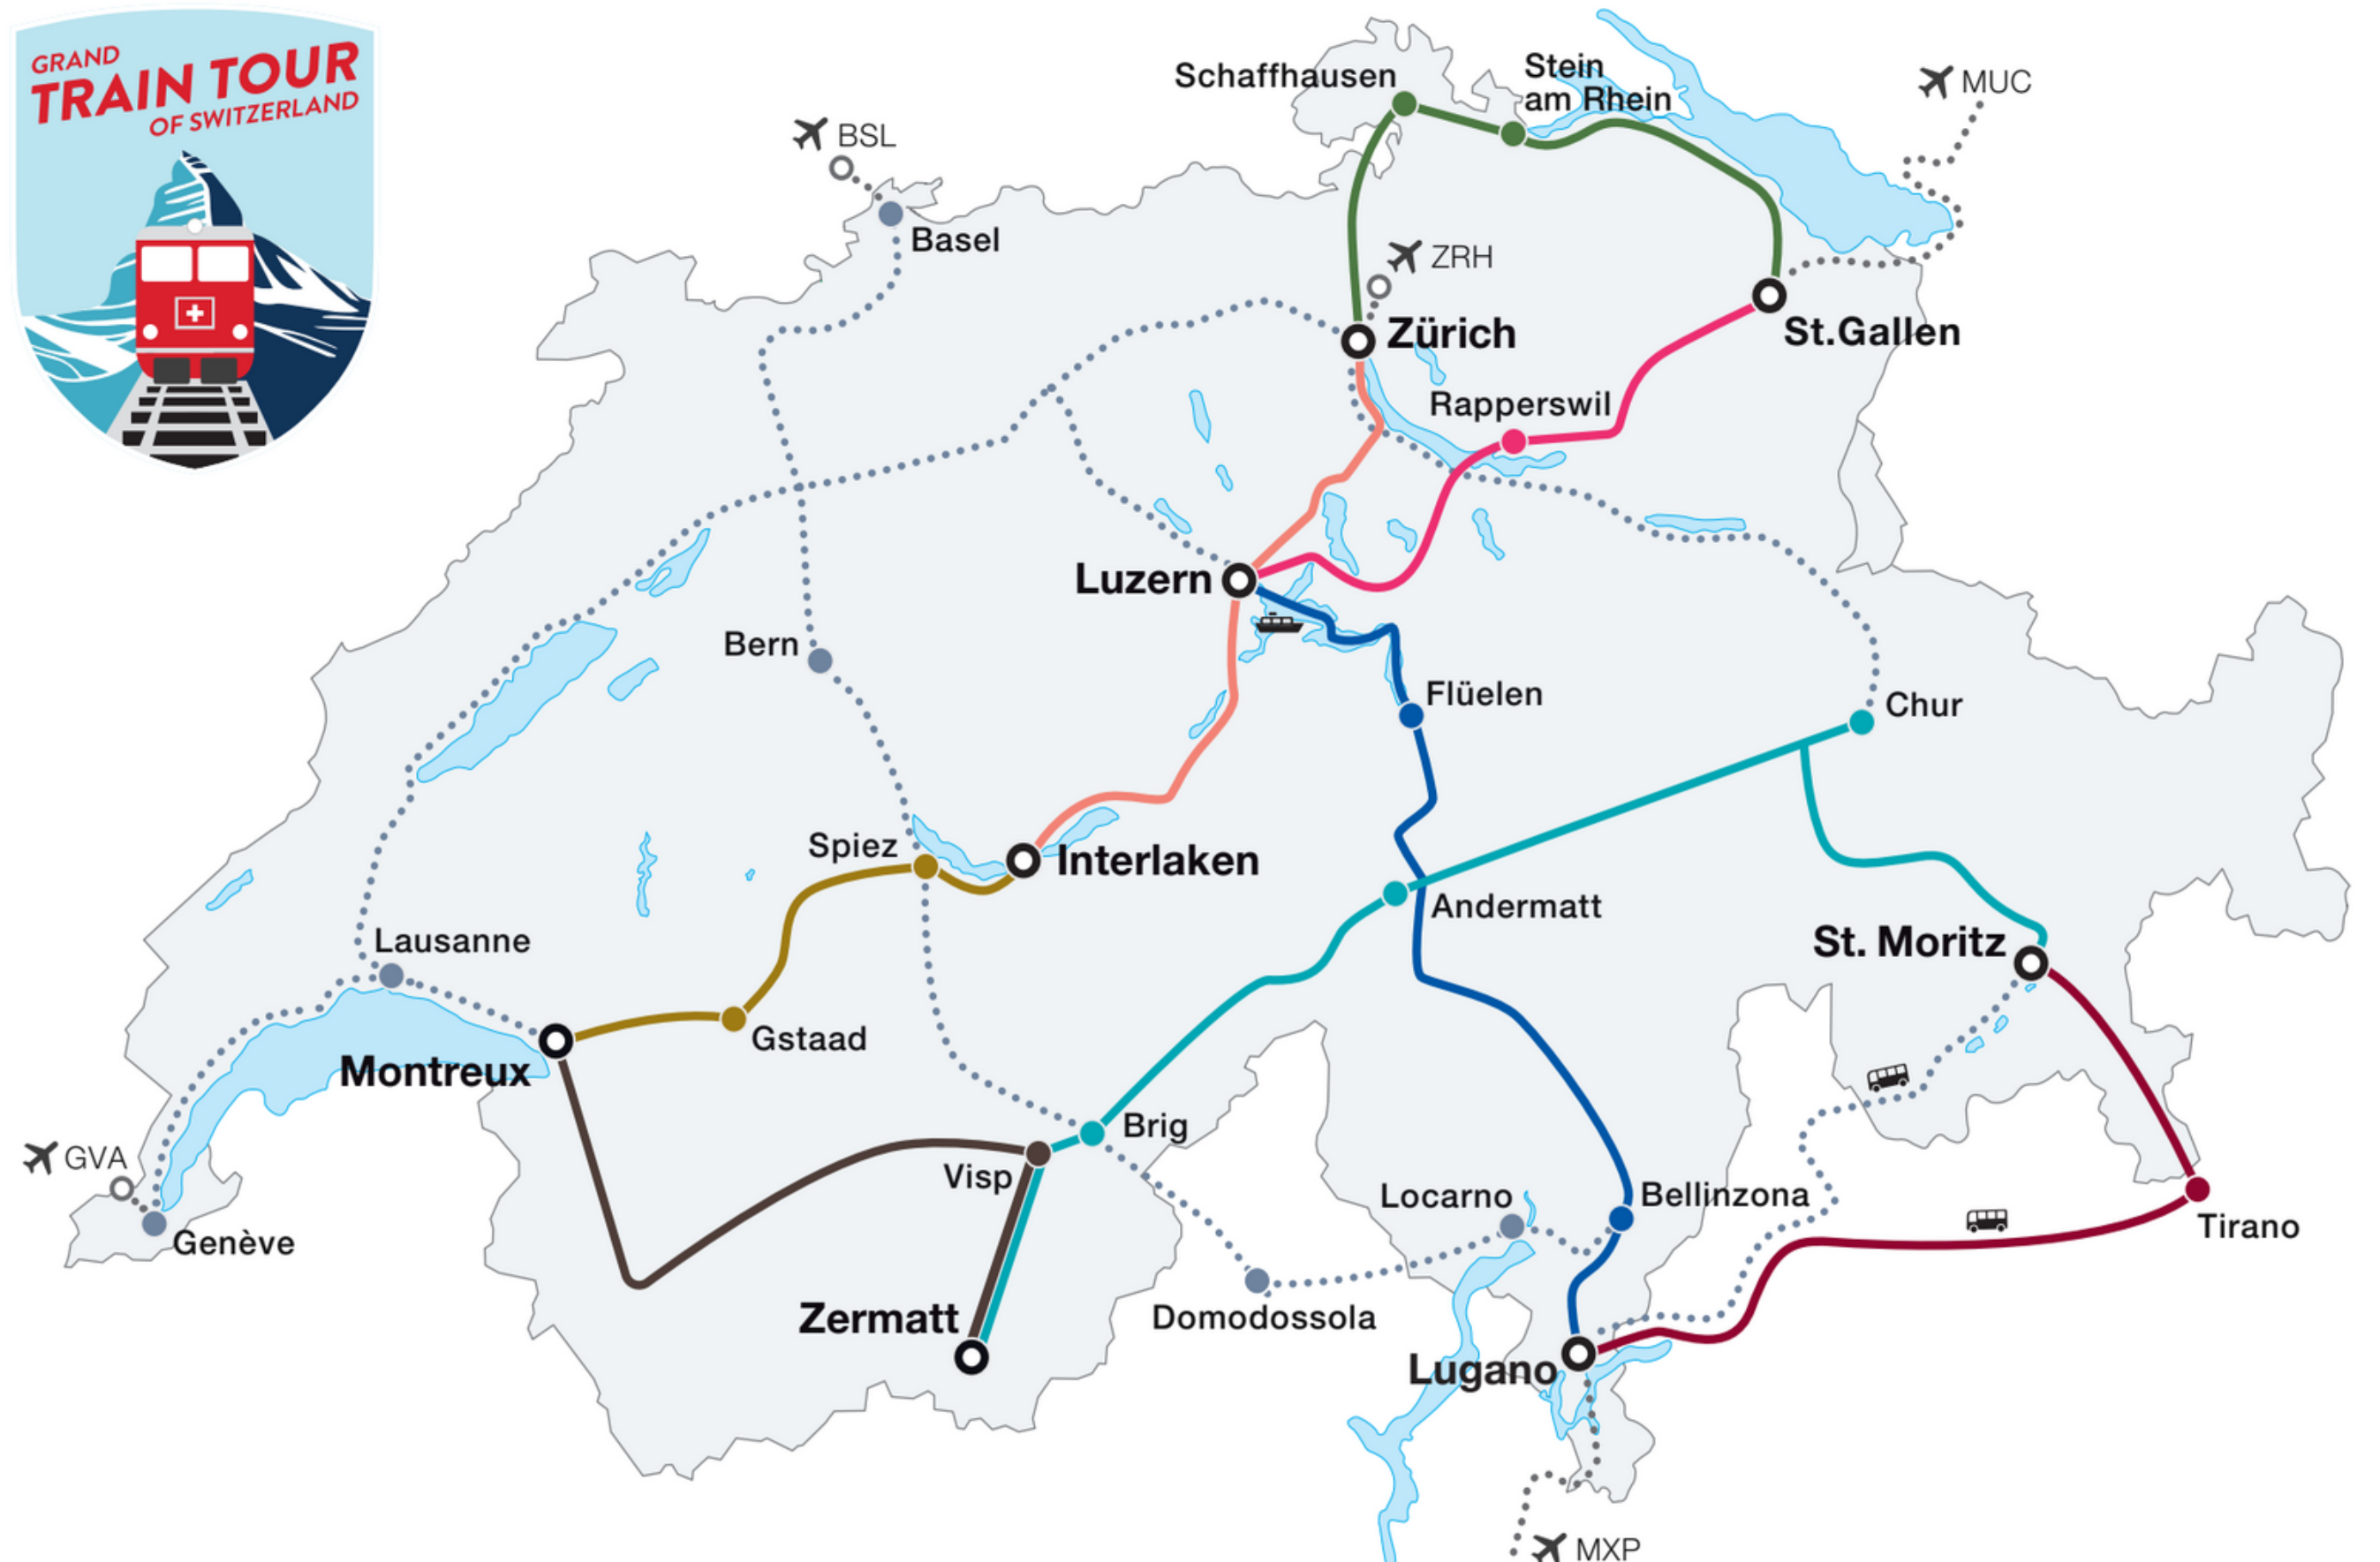 GRAND
TRAIN TOUR
OF SWITZERLAND
Schaffhausen
Stein
am Rhein
MUC
BSL
Basel
ZRH
Zürich
St.Gallen
Rapperswil
Luzern
Bern
Flüelen
Chur
Spiez
Interlaken
Andermatt
Lausanne
St. Moritz
Gstaad
Montreux
Brig
GVA
Visp
Locarno
Bellinzona
Genève
Tirano
Zermatt
Domodossola
Lugano
MXP